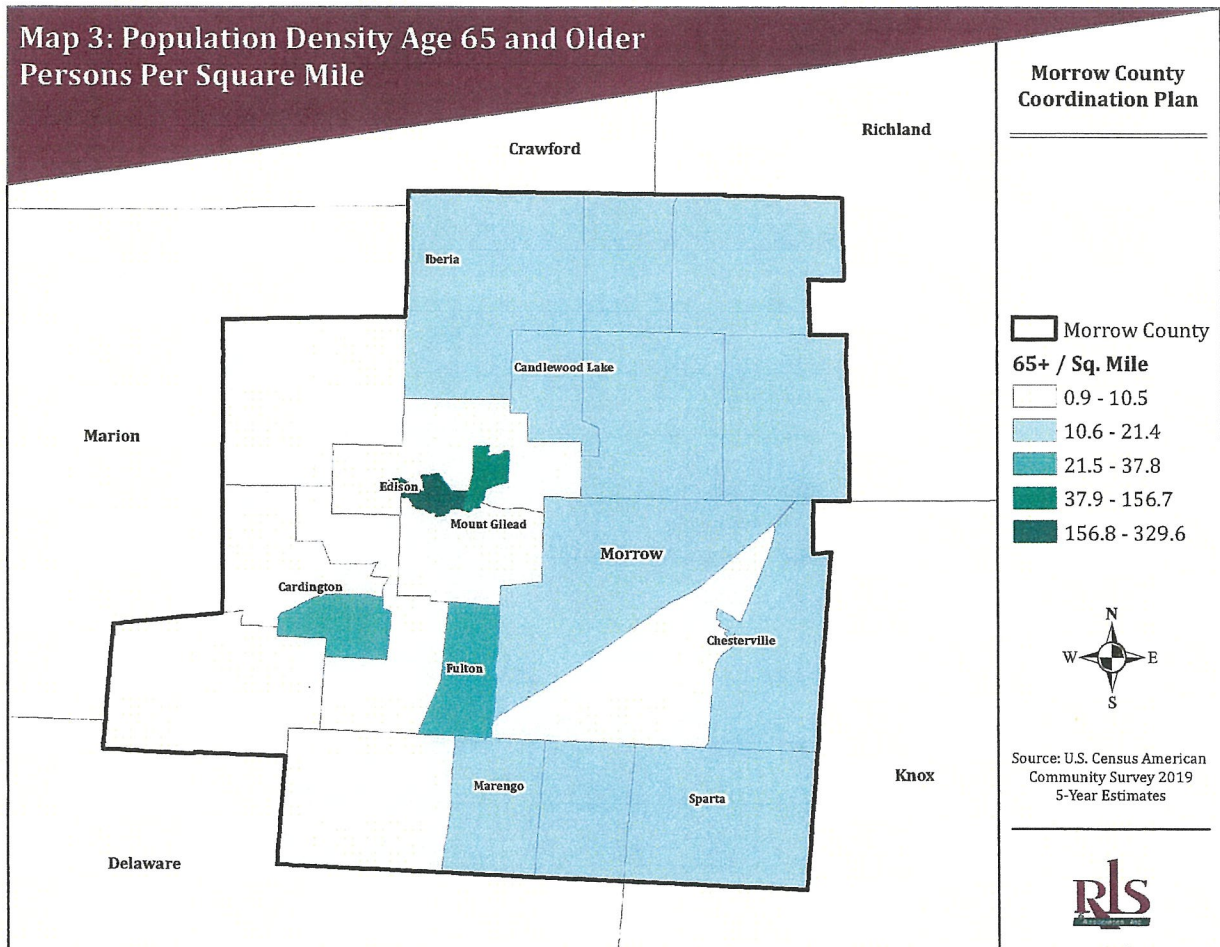 Map 3: Population Density Age 65 and Older
Persons Per Square Mile
Morrow County
Coordination Plan
Richland
Crawford
Iberia
Candlewood Lake
Marion
Edison
Mount Gilead
Morrow
Cardington
Chesterville
Fulton
Marengo
Sparta
Knox
Delaware
Morrow County
65+ / Sq. Mile
0.9 - 10.5
10.6 - 21.4
21.5 - 37.8
37.9 - 156.7
156.8 - 329.6
N
W
E
S
Source: U.S. Census American
Community Survey 2019
5-Year Estimates
RLS
& Associates, Inc.